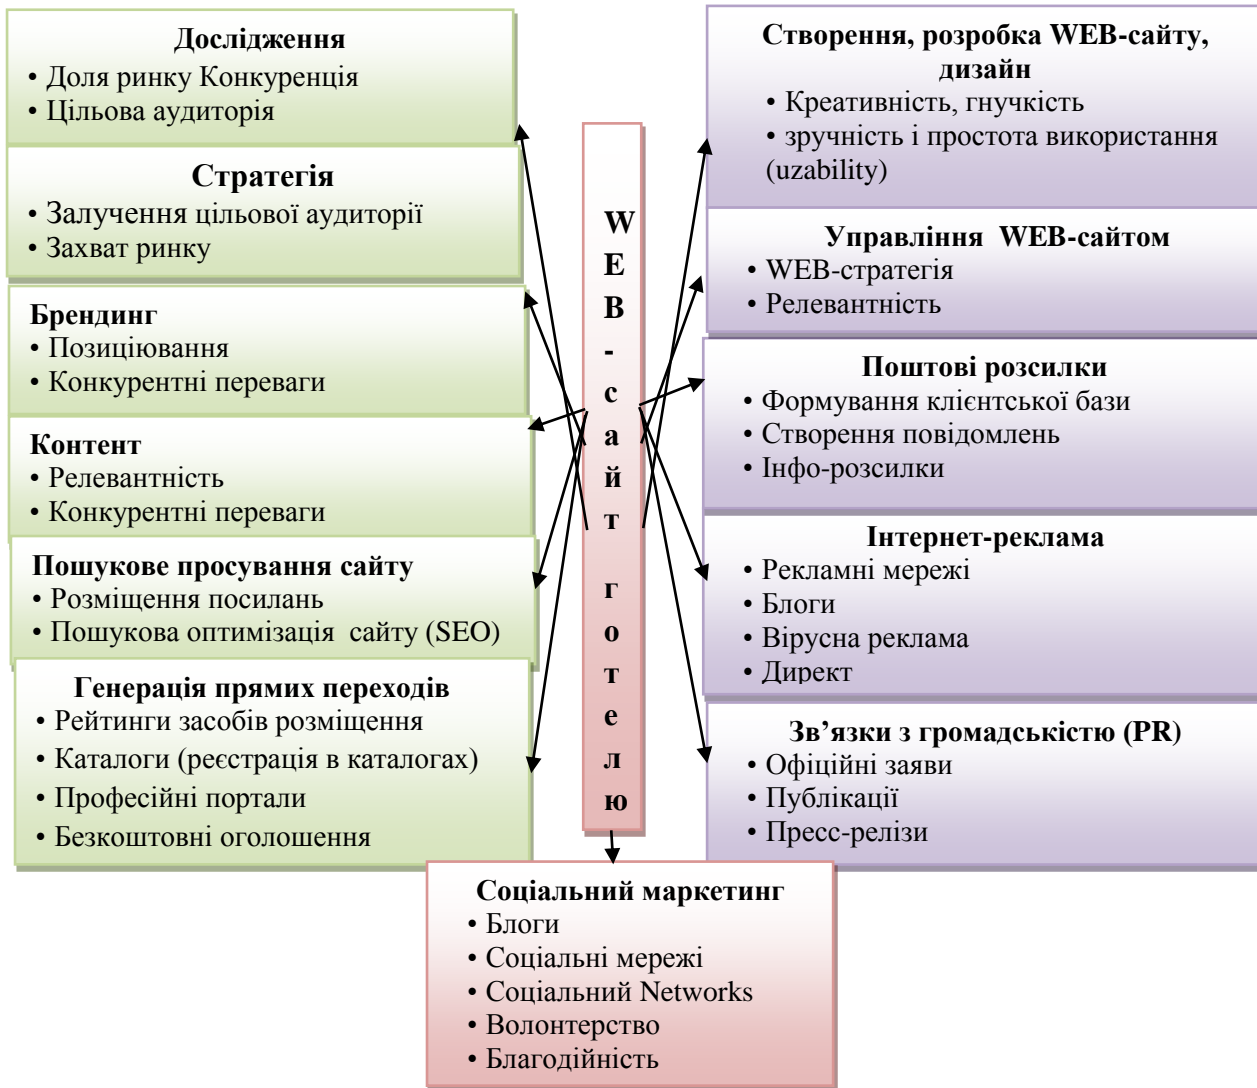 Дослідження
• Доля ринку Конкуренція
• Цільова аудиторія
Стратегія
• Залучення цільової аудиторії
• Захват ринку
Брендинг
• Позиціювання
• Конкурентні переваги
Контент
• Релевантність
• Конкурентні переваги
Пошукове просування сайту
• Розміщення посилань
• Пошукова оптимізація сайту (SEO)
Генерація прямих переходів
• Рейтинги засобів розміщення
• Каталоги (реєстрація в каталогах)
• Професійні портали
• Безкоштовні оголошення
WEB-сайт готелю
Створення, розробка WEB-сайту,
дизайн
• Креативність, гнучкість
• зручність і простота використання
(uzability)
Управління WEB-сайтом
• WEB-стратегія
• Релевантність
Поштові розсилки
• Формування клієнтської бази
• Створення повідомлень
• Інфо-розсилки
Інтернет-реклама
• Рекламні мережі
• Блоги
• Вірусна реклама
• Директ
Зв’язки з громадськістю (PR)
• Офіційні заяви
• Публікації
• Пресс-релізи
Соціальний маркетинг
• Блоги
• Соціальні мережі
• Соціальний Networks
• Волонтерство
• Благодійність